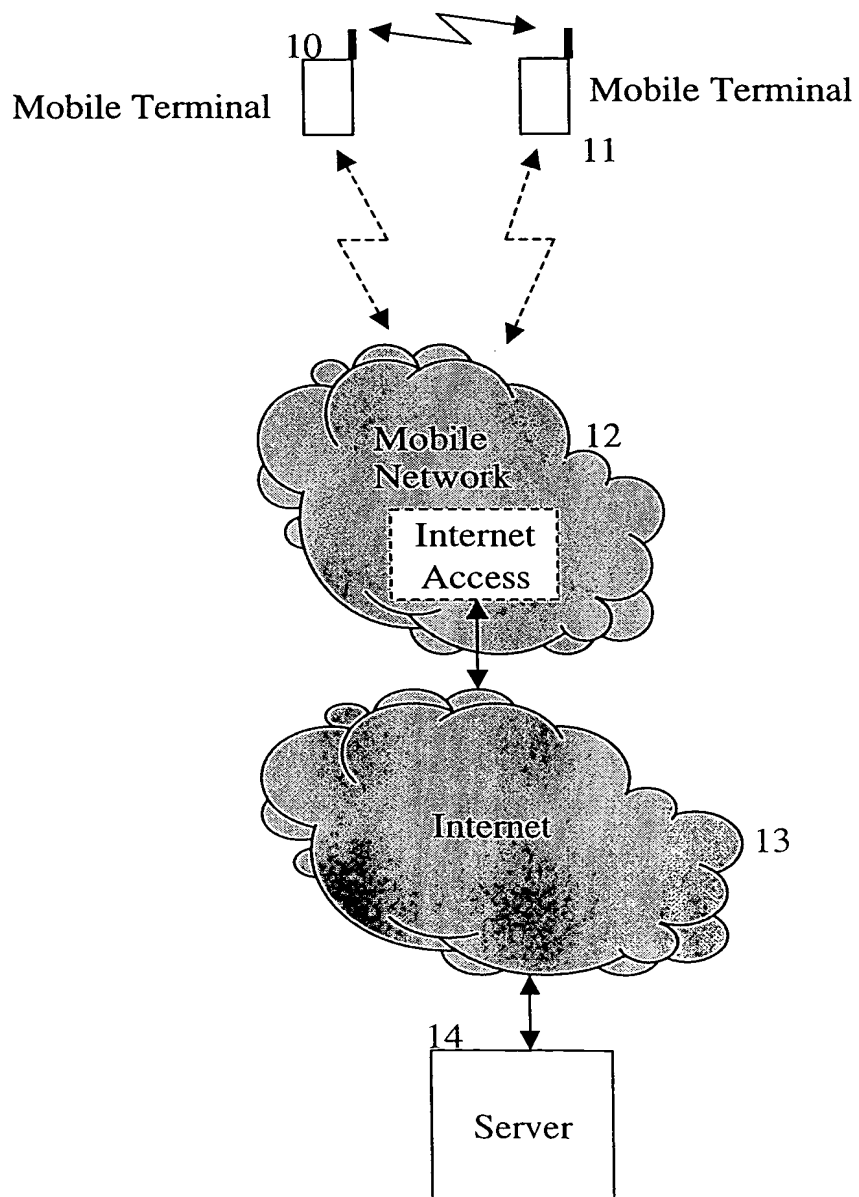 10
Mobile Terminal
Mobile Terminal
11
12
Mobile
Network
Internet
Access
Internet
13
14
Server